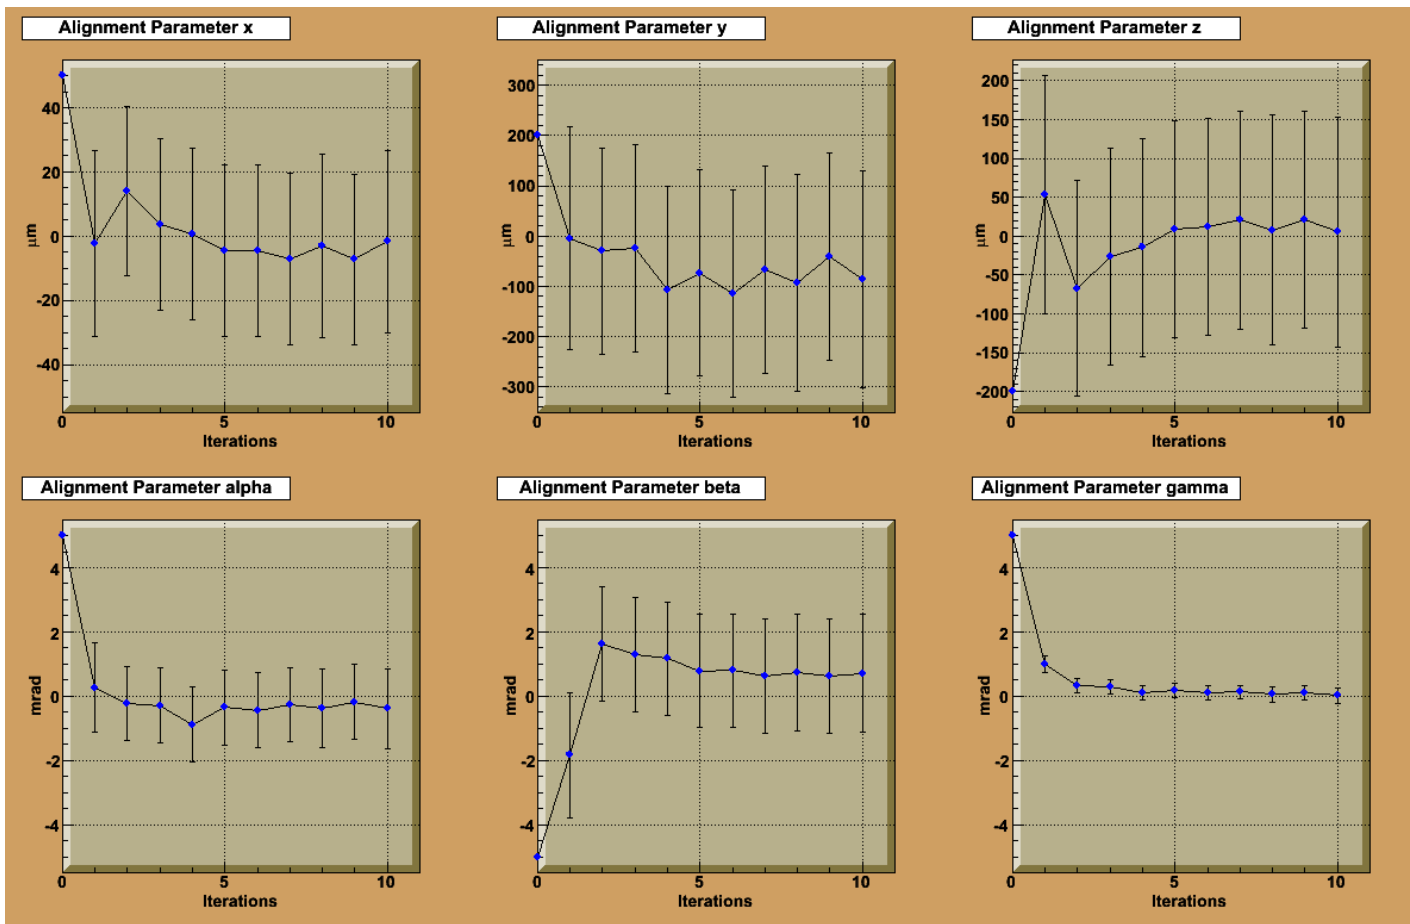 Alignment Parameter x
40
20
0
-20
-40
μm
0 5 10
Iterations
Alignment Parameter y
300
200
100
0
-100
-200
-300
μm
0 5 10
Iterations
Alignment Parameter z
200
150
100
50
0
-50
-100
-150
-200
μm
0 5 10
Iterations
Alignment Parameter alpha
4
2
0
-2
-4
mrad
0 5 10
Iterations
Alignment Parameter beta
4
2
0
-2
-4
mrad
0 5 10
Iterations
Alignment Parameter gamma
4
2
0
-2
-4
mrad
0 5 10
Iterations